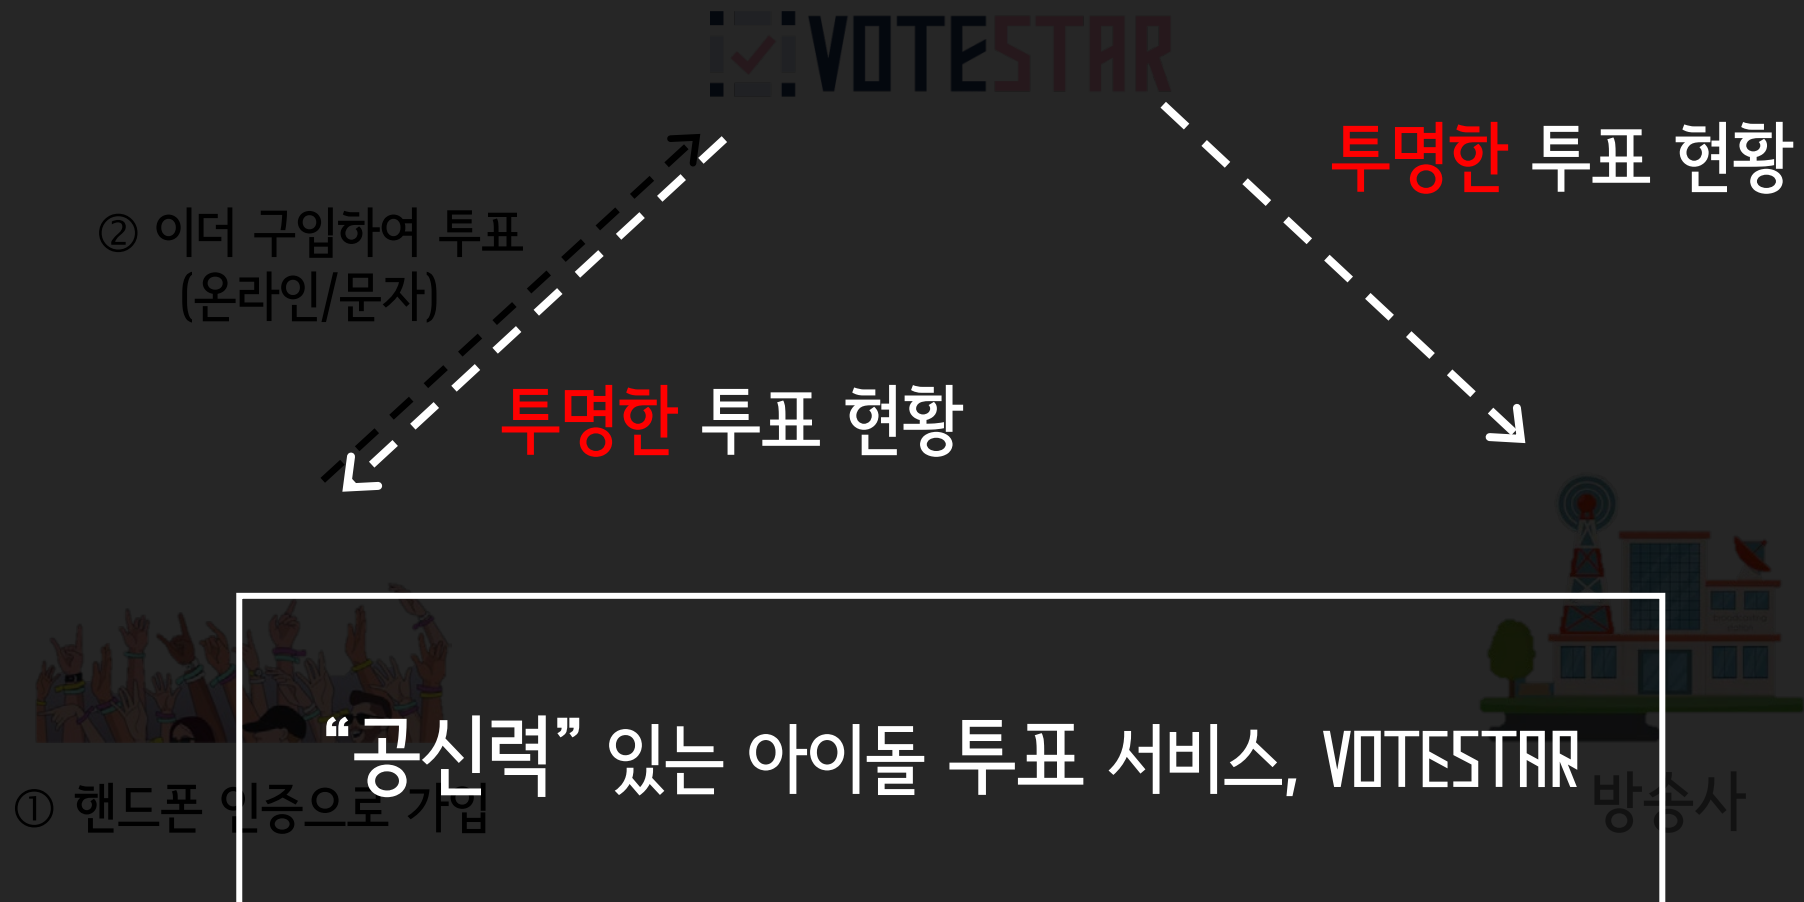 VOTESTAR
투명한 투표 현황
② 이더 구입하여 투표
(온라인/문자)
투명한 투표 현황
“공신력” 있는 아이돌 투표 서비스, VOTESTAR
① 핸드폰 인증으로 가입
방송사